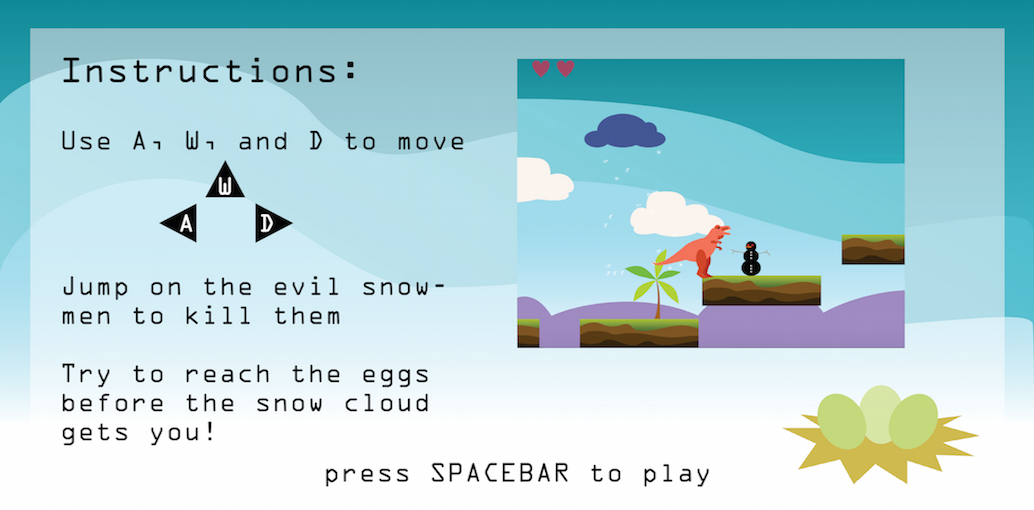 Instructions:
Use A, W, and D to move
W
A D
Jump on the evil snow-
men to kill them
Try to reach the eggs
before the snow cloud
gets you!
press SPACEBAR to play